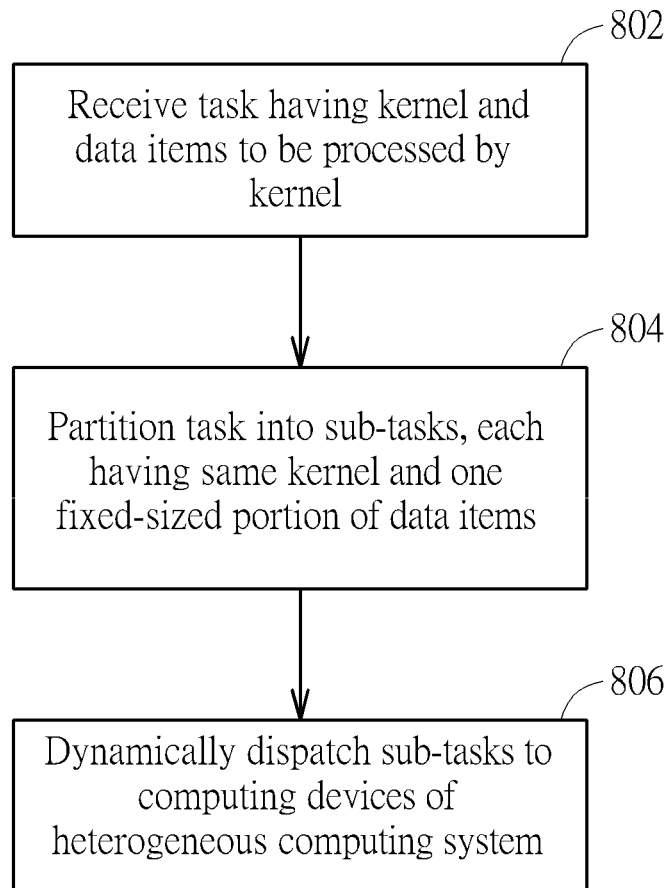 802
Receive task having kernel and
data items to be processed by
kernel
804
Partition task into sub-tasks, each
having same kernel and one
fixed-sized portion of data items
806
Dynamically dispatch sub-tasks to
computing devices of
heterogeneous computing system